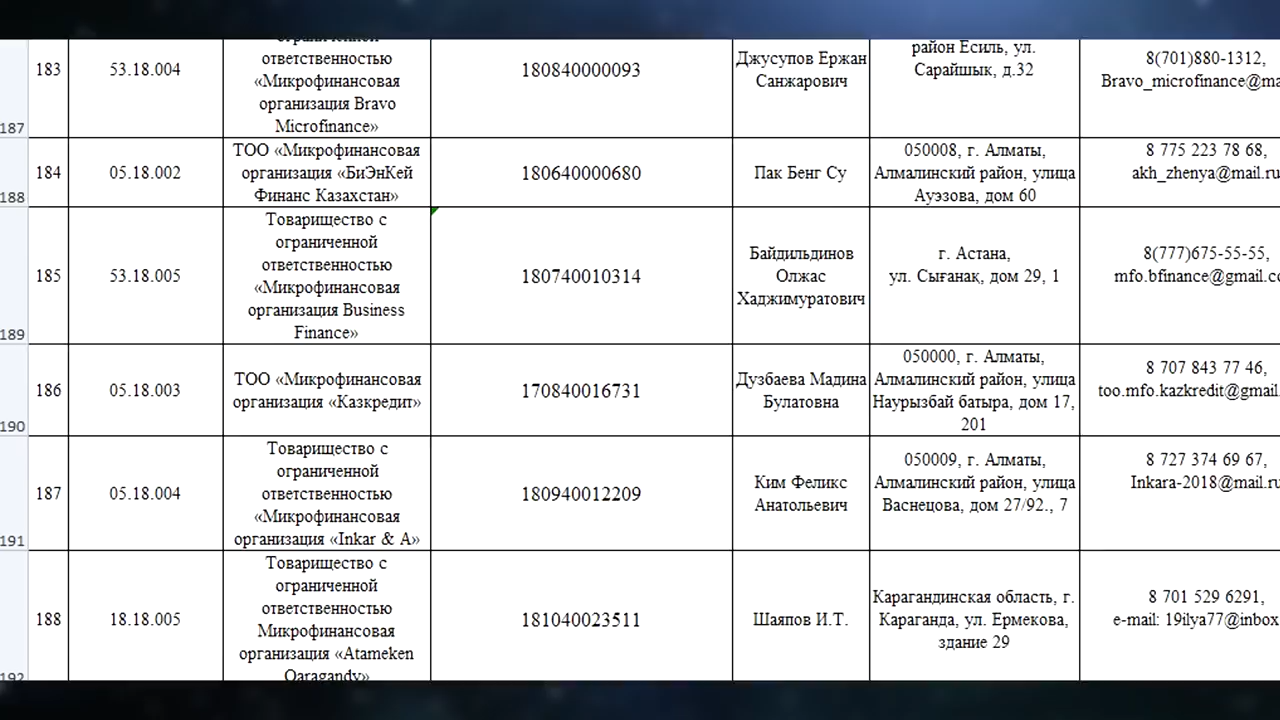 183
53.18.004
ограниченной
ответственностью
«Микрофинансовая
организация Bravo
Microfinance»
180840000093
Джусупов Ержан
Санжарович
район Есиль, ул.
Сарайшык, д.32
8(701)880-1312,
Bravo_microfinance@ma
187
184
05.18.002
ТОО «Микрофинансовая
организация «БиЭнКей
Финанс Казахстан»
180640000680
Пак Бенг Су
050008, г. Алматы,
Алмалинский район, улица
Ауэзова, дом 60
8 775 223 78 68,
akh_zhenya@mail.ru
188
185
53.18.005
Товарищество с
ограниченной
ответственностью
«Микрофинансовая
организация Business
Finance»
180740010314
Байдильдинов
Олжас
Хаджимуратович
г. Астана,
ул. Сығанақ, дом 29, 1
8(777)675-55-55,
mfo.bfinance@gmail.co
189
186
05.18.003
ТОО «Микрофинансовая
организация «Казкредит»
170840016731
Дузбаева Мадина
Булатовна
050000, г. Алматы,
Алмалинский район, улица
Наурызбай батыра, дом 17,
201
8 707 843 77 46,
too.mfo.kazkredit@gmail.
190
187
05.18.004
Товарищество с
ограниченной
ответственностью
«Микрофинансовая
организация «Inkar & A»
180940012209
Ким Феликс
Анатольевич
050009, г. Алматы,
Алмалинский район, улица
Васнецова, дом 27/92., 7
8 727 374 69 67,
Inkara-2018@mail.ru
191
188
18.18.005
Товарищество с
ограниченной
ответственностью
Микрофинансовая
организация «Atameken
Qaragandy»
181040023511
Шаяпов И.Т.
Карагандинская область, г.
Караганда, ул. Ермекова,
здание 29
8 701 529 6291,
e-mail: 19ilya77@inbox
192